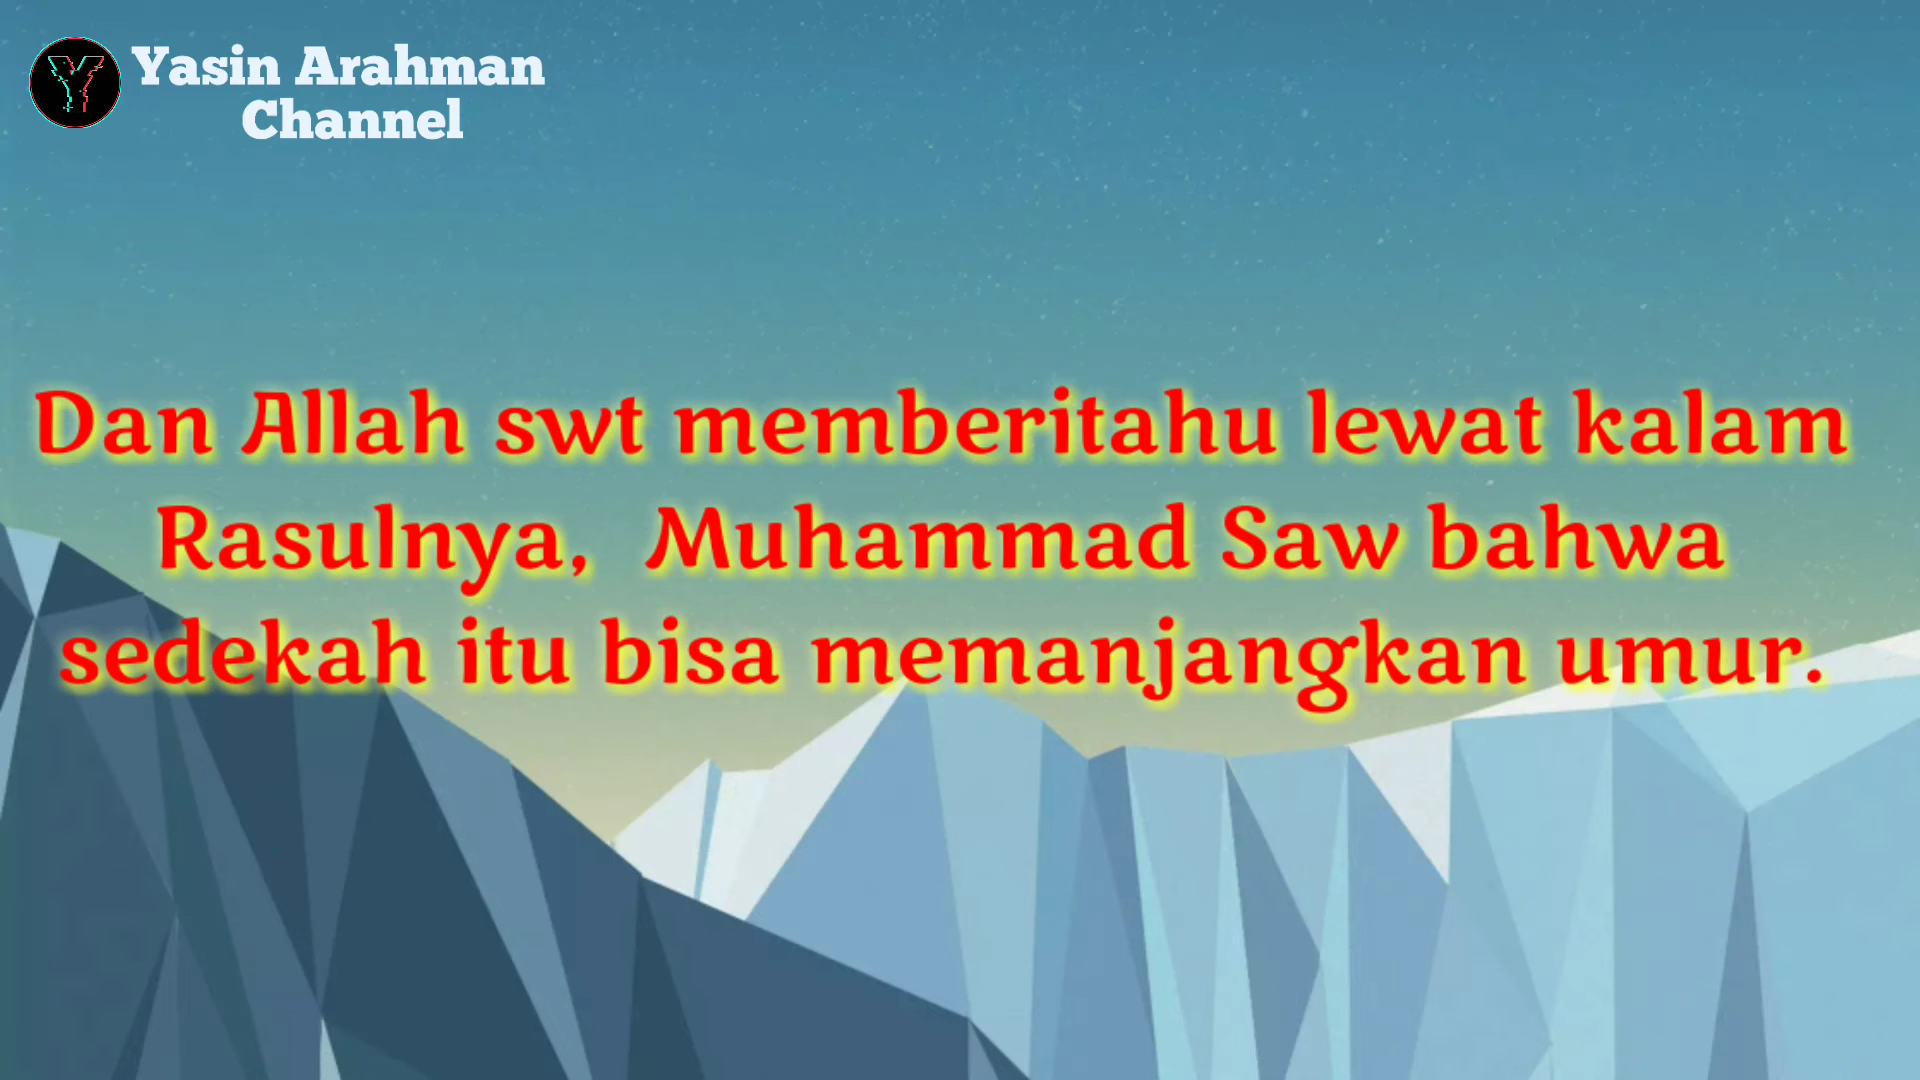 Y
Yasin Arahman
Channel
Dan Allah swt memberitahu lewat kalam
Rasulnya, Muhammad Saw bahwa
sedekah itu bisa memanjangkan umur.